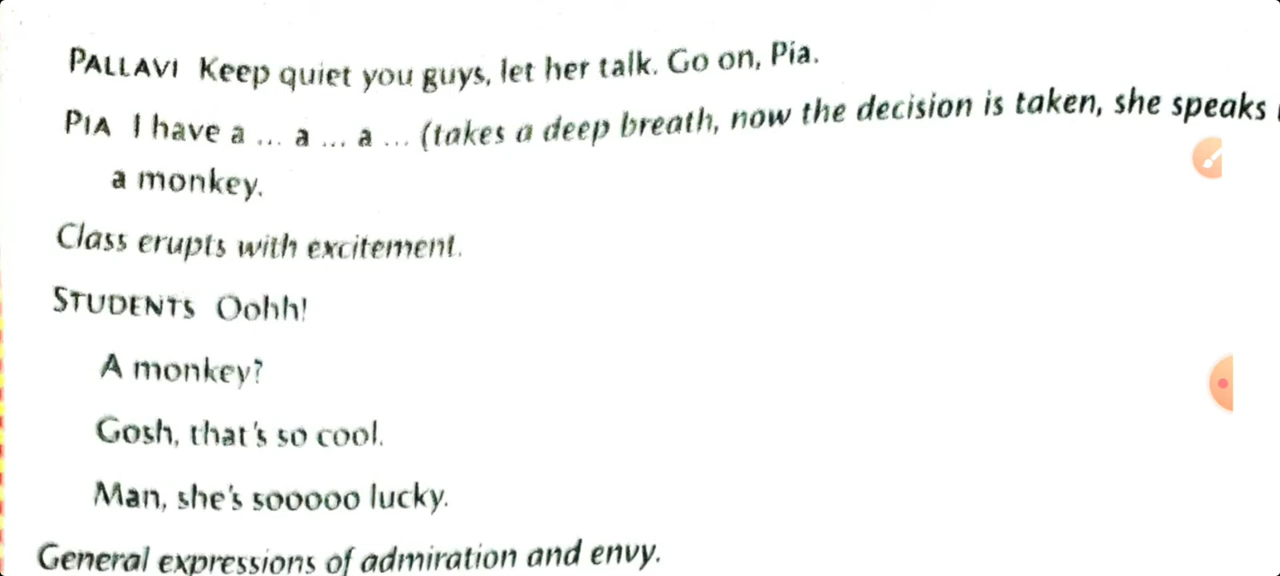 PALLAVI Keep quiet you guys, let her talk. Go on, Pia.
PIA I have a ... a ... a ... (takes a deep breath, now the decision is taken, she speaks
a monkey.
Class erupts with excitement.
STUDENTS Oohh!
A monkey?
Gosh, that's so cool.
Man, she's sooooo lucky.
General expressions of admiration and envy.